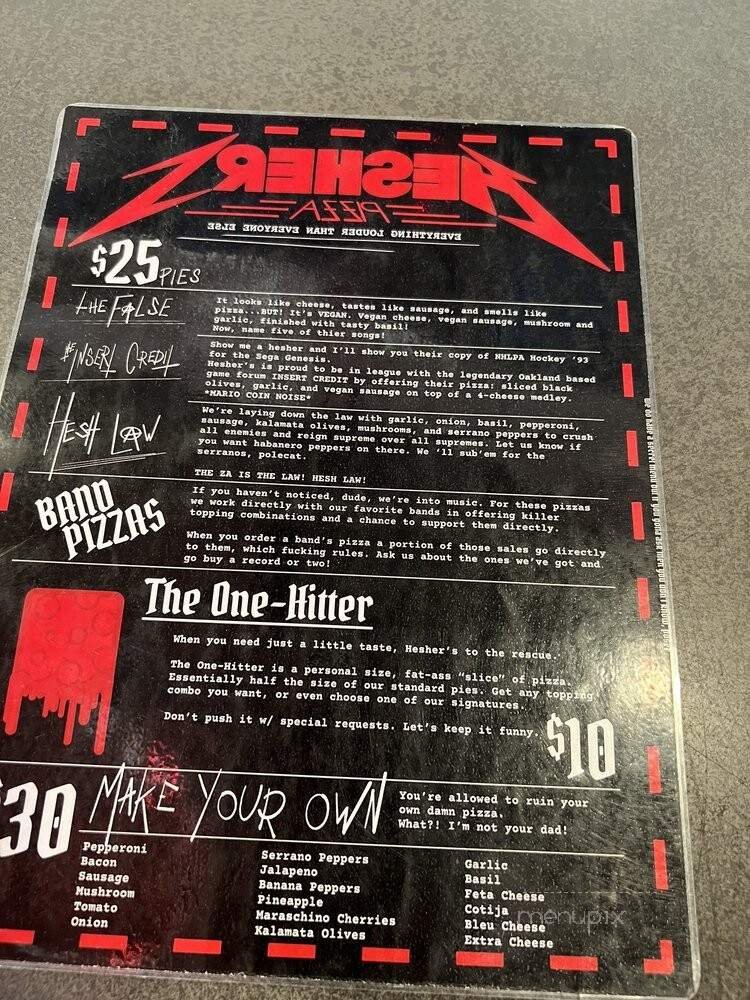 HESHER'S
PIZZA
EVERYTHING LOUDER THAN EVERYONE ELSE
$25 PIES
THE FALSE
It looks like cheese, tastes like sausage, and smells like
pizza...BUT! It's VEGAN. Vegan cheese, vegan sausage, mushroom and
garlic, finished with tasty basil!
Now, name five of thier songs!
THE INSERT CREDIT
Show me a hesher and I'll show you their copy of NHLPA Hockey '93
for the Sega Genesis.
Hesher's is proud to be in league with the legendary Oakland based
game forum INSERT CREDIT by offering their pizza: sliced black
olives, garlic, and vegan sausage on top of a 4-cheese medley.
*MARIO COIN NOISE*
HESH LAW
We're laying down the law with garlic, onion, basil, pepperoni,
sausage, kalamata olives, mushrooms, and serrano peppers to crush
all enemies and reign supreme over all supremes. Let us know if
you want habanero peppers on there. We 'll sub'em for the
serranos, polecat.
THE ZA IS THE LAW! HESH LAW!
BAND
PIZZAS
If you haven't noticed, dude, we're into music. For these pizzas
we work directly with our favorite bands in offering killer
topping combinations and a chance to support them directly.
When you order a band's pizza a portion of those sales go directly
to them, which fucking rules. Ask us about the ones we've got and
go buy a record or two!
The One-Hitter
When you need just a little taste, Hesher's to the rescue.
The One-Hitter is a personal size, fat-ass "slice" of pizza.
Essentially half the size of our standard pies. Get any topping
combo you want, or even choose one of our signatures.
Don't push it w/ special requests. Let's keep it funny.
$10
$30
MAKE YOUR OWN
You're allowed to ruin your
own damn pizza.
What?! I'm not your dad!
Pepperoni
Bacon
Sausage
Mushroom
Tomato
Onion
Serrano Peppers
Jalapeno
Banana Peppers
Pineapple
Maraschino Cherries
Kalamata Olives
Garlic
Basil
Feta Cheese
Cotija
Bleu Cheese
Extra Cheese
menupix